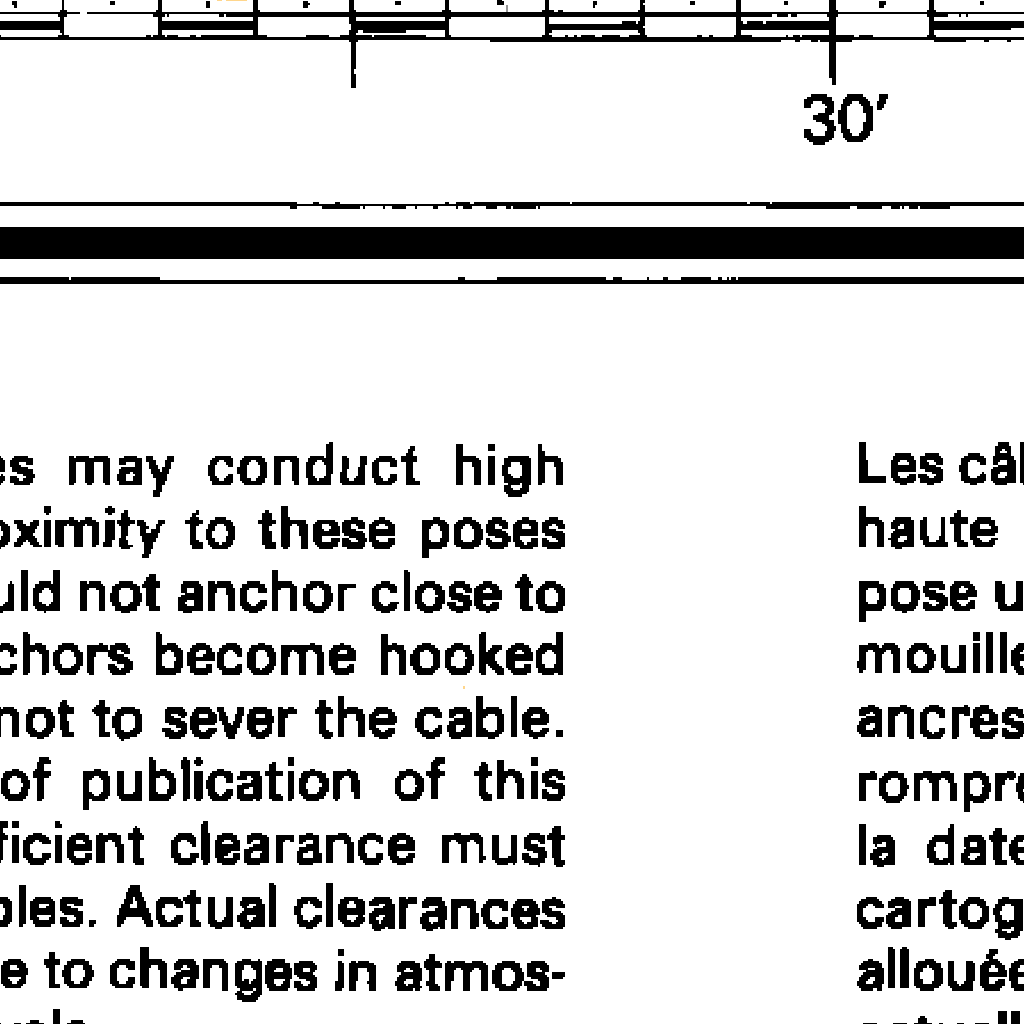 30′
es may conduct high
oximity to these poses
uld not anchor close to
chors become hooked
not to sever the cable.
of publication of this
ficient clearance must
bles. Actual clearances
e to changes in atmos-
Les câb
haute
pose u
mouille
ancres
rompre
la date
cartog
allouée